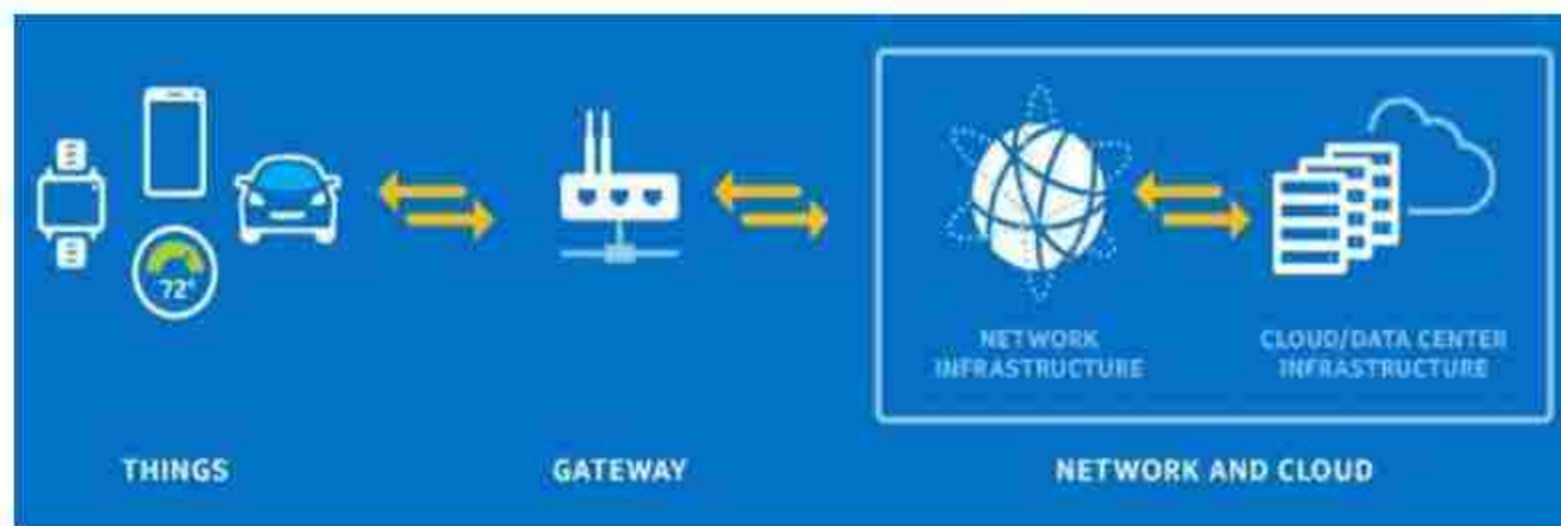 72°
NETWORK
INFRASTRUCTURE
CLOUD/DATA CENTER
INFRASTRUCTURE
THINGS
GATEWAY
NETWORK AND CLOUD